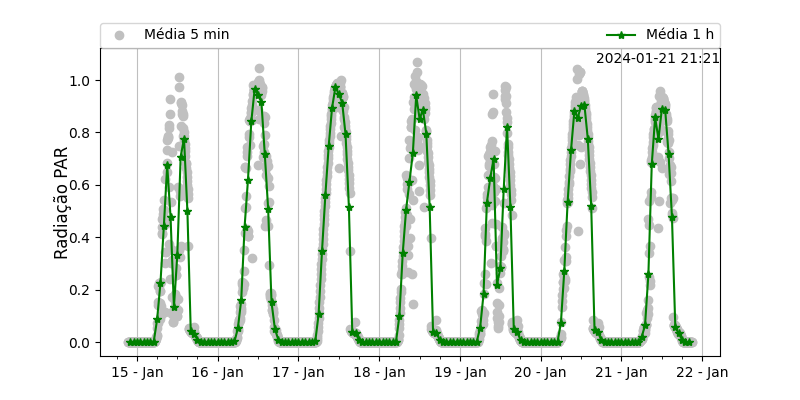 Média 5 min
Média 1 h
2024-01-21 21:21
Radiação PAR
1.0
0.8
0.6
0.4
0.2
0.0
15 - Jan
16 - Jan
17 - Jan
18 - Jan
19 - Jan
20 - Jan
21 - Jan
22 - Jan